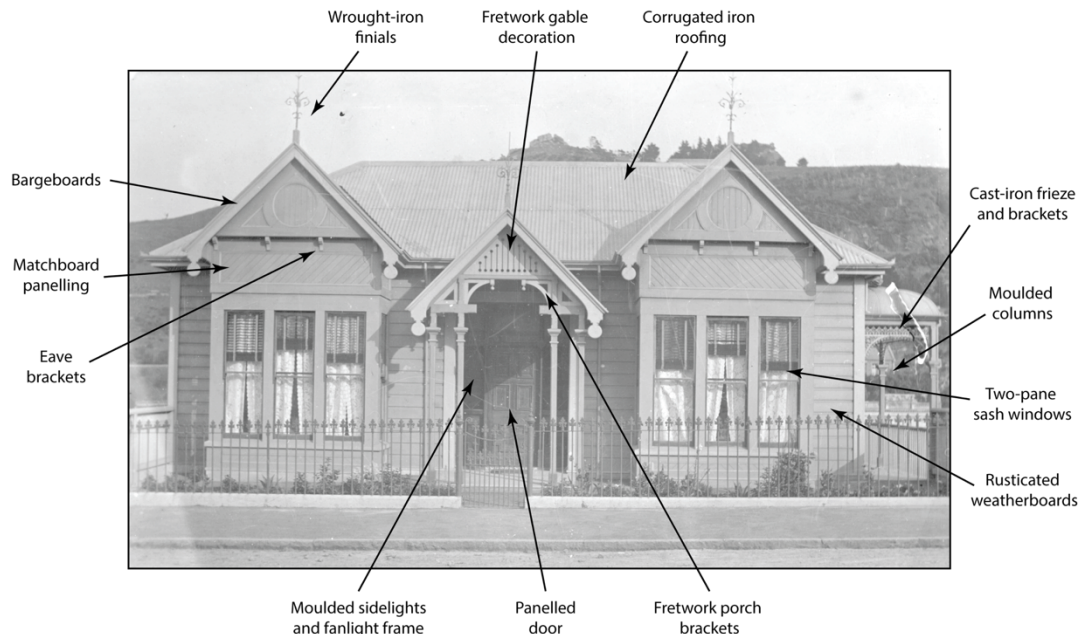 Wrought-iron
finials
Fretwork gable
decoration
Corrugated iron
roofing
Bargeboards
Matchboard
panelling
Eave
brackets
Cast-iron frieze
and brackets
Moulded
columns
Two-pane
sash windows
Rusticated
weatherboards
Moulded sidelights
and fanlight frame
Panelled
door
Fretwork porch
brackets